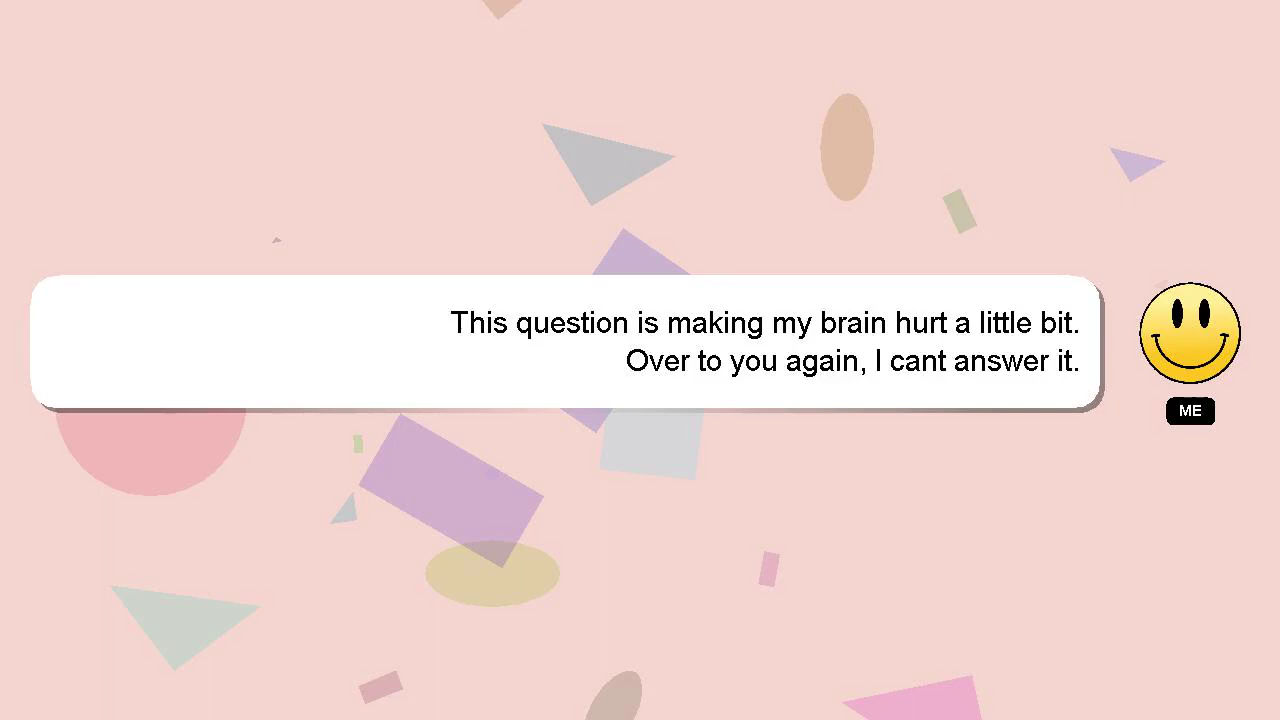 This question is making my brain hurt a little bit.
Over to you again, I cant answer it.
ME